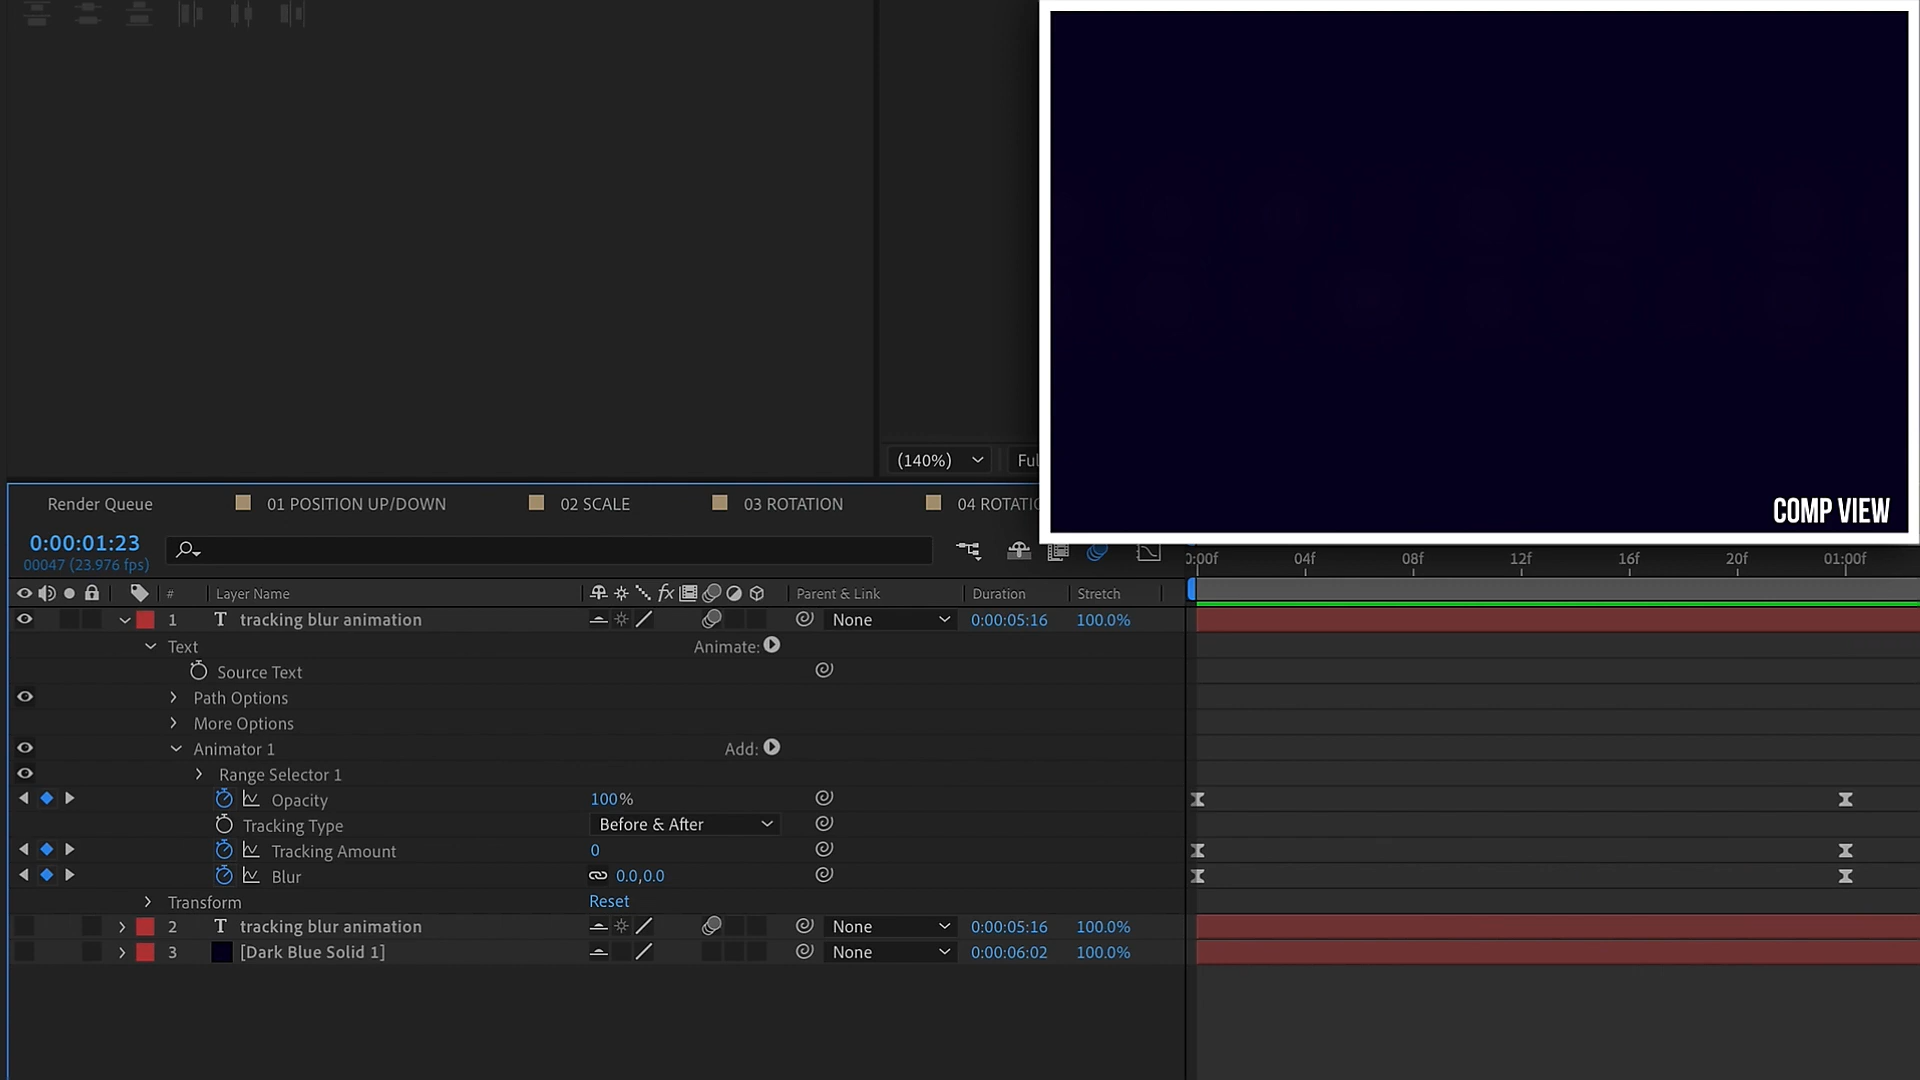 (140%)
Ful
COMP VIEW
Render Queue 01 POSITION UP/DOWN 02 SCALE 03 ROTATION 04 ROTATIO
0:00:01:23
00047 (23.976 fps)
0:00f 04f 08f 12f 16f 20f 01:00f
# Layer Name fx Parent & Link Duration Stretch
1 T tracking blur animation None 0:00:05:16 100.0%
Text Animate:
Source Text
Path Options
More Options
Animator 1 Add:
Range Selector 1
Opacity 100%
Tracking Type Before & After
Tracking Amount 0
Blur 0.0,0.0
Transform Reset
2 T tracking blur animation None 0:00:05:16 100.0%
3 [Dark Blue Solid 1] None 0:00:06:02 100.0%